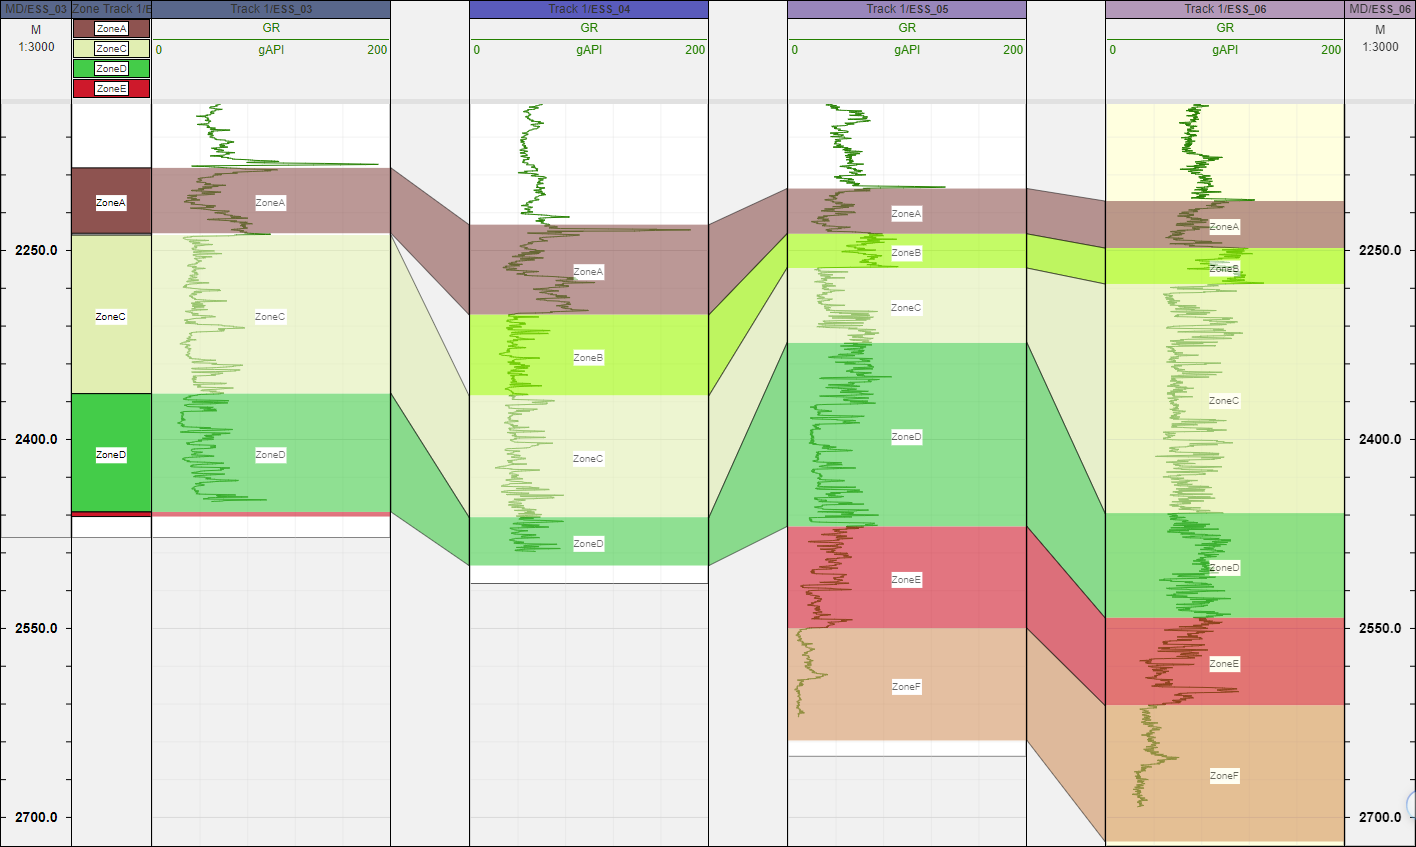 MD/ESS_03 Zone Track 1/E Track 1/ESS_03 Track 1/ESS_04 Track 1/ESS_05 Track 1/ESS_06 MD/ESS_06
M ZoneA GR GR GR GR M
1:3000 ZoneC 0 gAPI 200 0 gAPI 200 0 gAPI 200 0 gAPI 200 1:3000
ZoneD
ZoneE
ZoneA ZoneA ZoneA ZoneA
ZoneA
2250.0 ZoneB 2250.0
ZoneA ZoneB
ZoneC ZoneC ZoneC
ZoneB
ZoneC
2400.0 ZoneD 2400.0
ZoneD ZoneD ZoneC
ZoneD ZoneD
ZoneE
2550.0 2550.0
ZoneE
ZoneF
ZoneF
2700.0 2700.0